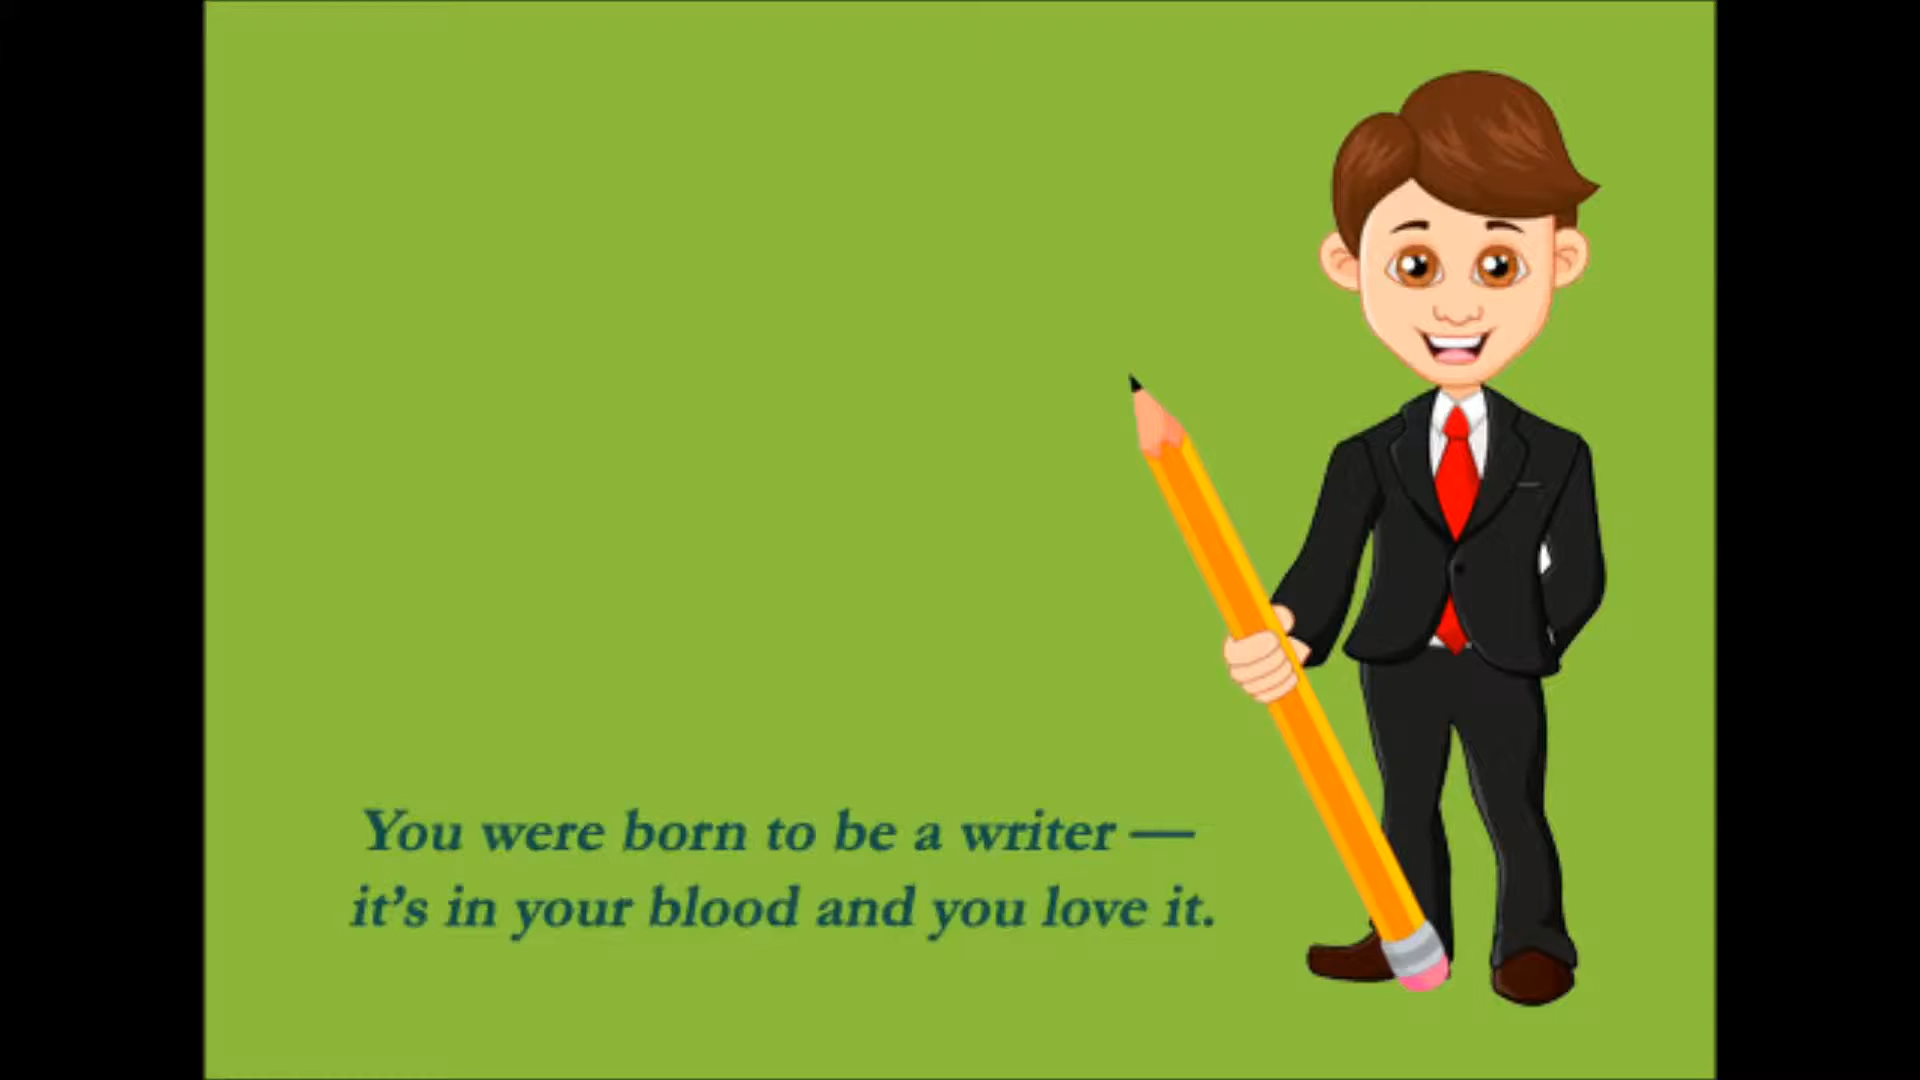 You were born to be a writer —
it’s in your blood and you love it.